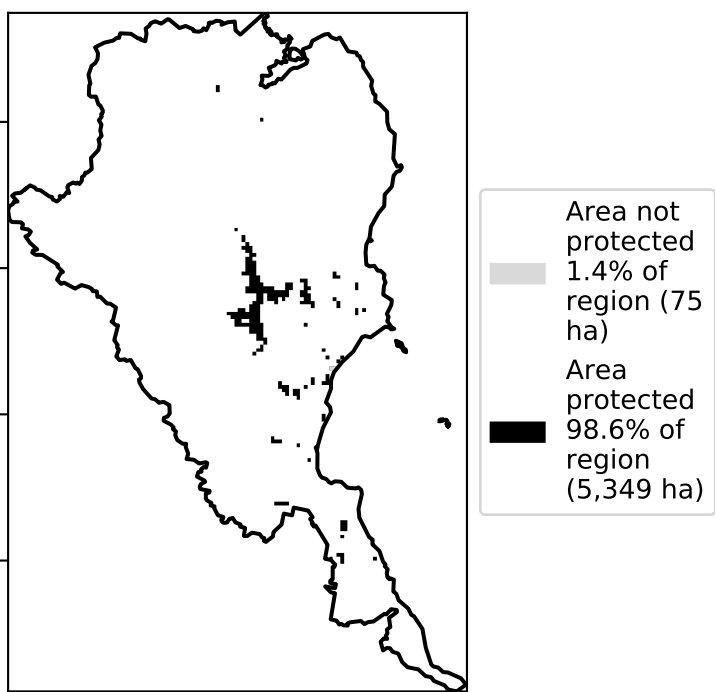 Area not
protected
1.4% of
region (75
ha)
Area
protected
98.6% of
region
(5,349 ha)